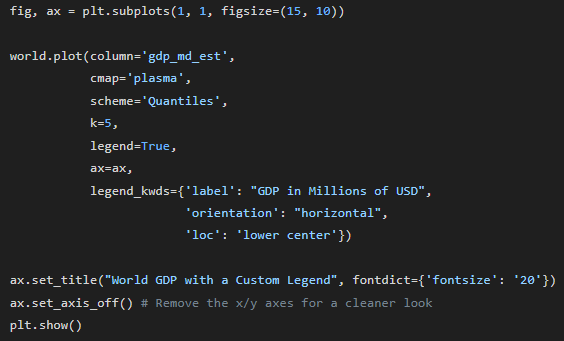 fig, ax = plt.subplots(1, 1, figsize=(15, 10))

world.plot(column='gdp_md_est',
           cmap='plasma',
           scheme='Quantiles',
           k=5,
           legend=True,
           ax=ax,
           legend_kwds={'label': "GDP in Millions of USD",
                        'orientation': "horizontal",
                        'loc': 'lower center'})

ax.set_title("World GDP with a Custom Legend", fontdict={'fontsize': '20'})
ax.set_axis_off() # Remove the x/y axes for a cleaner look
plt.show()